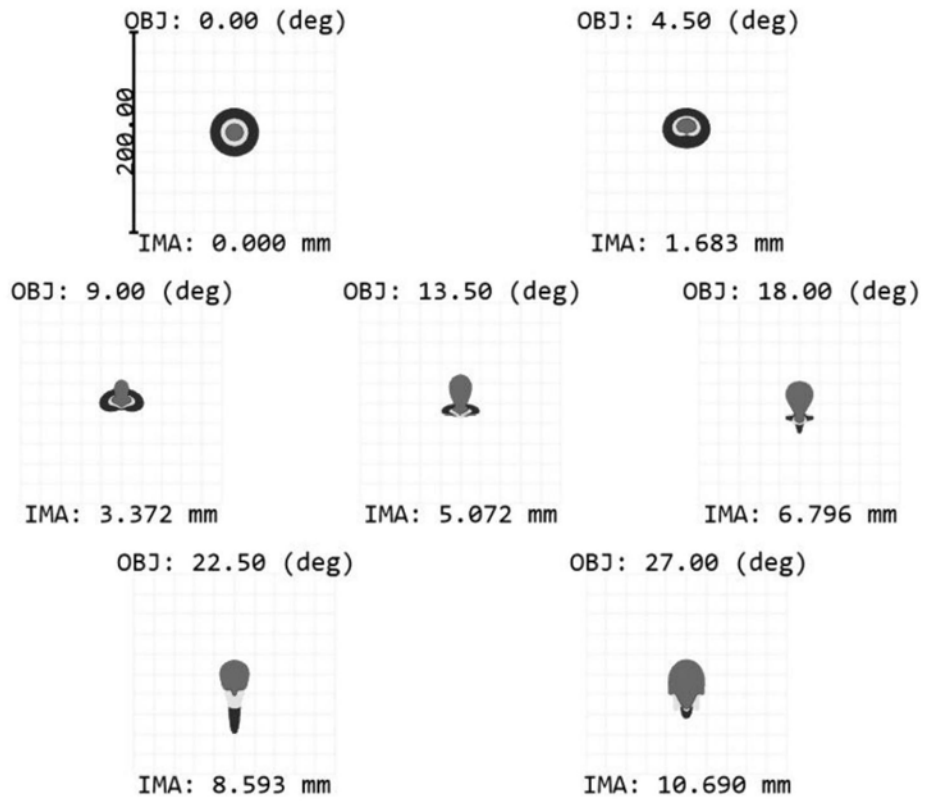 OBJ: 0.00 (deg)
OBJ: 4.50 (deg)
200.00
IMA: 0.000 mm
IMA: 1.683 mm
OBJ: 9.00 (deg)
OBJ: 13.50 (deg)
OBJ: 18.00 (deg)
IMA: 3.372 mm
IMA: 5.072 mm
IMA: 6.796 mm
OBJ: 22.50 (deg)
OBJ: 27.00 (deg)
IMA: 8.593 mm
IMA: 10.690 mm